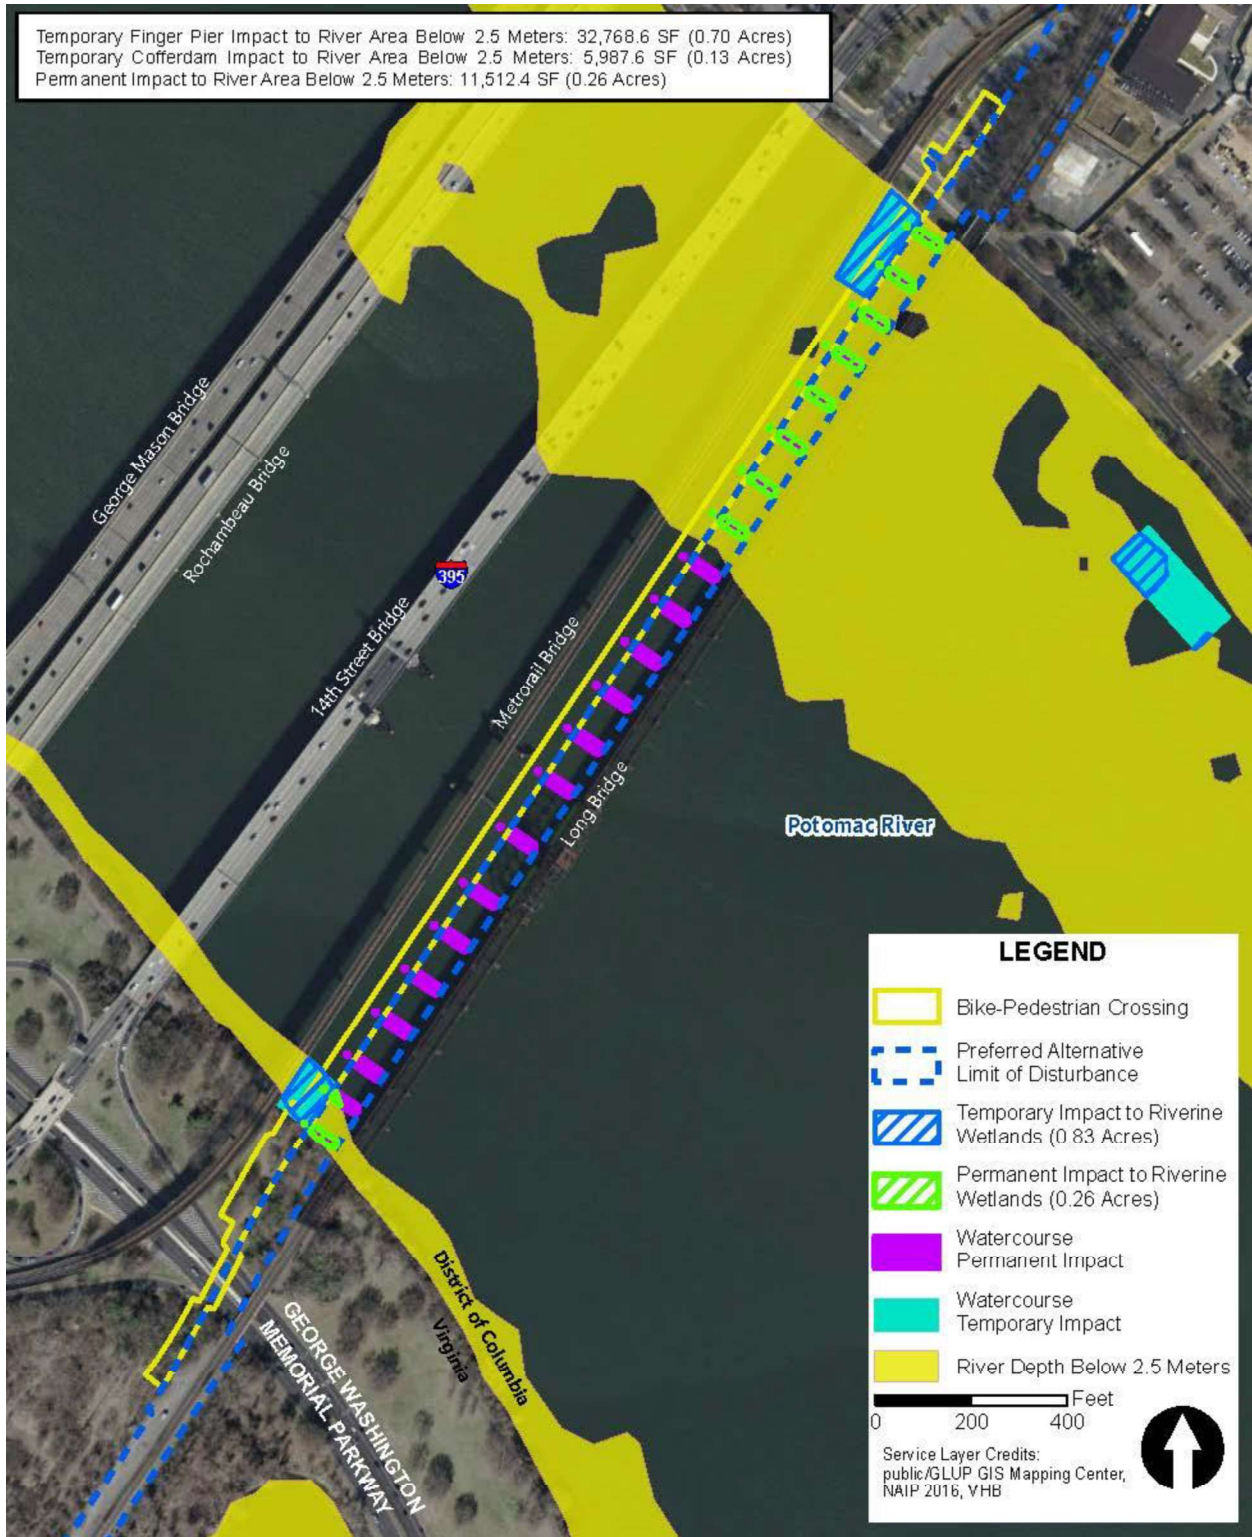 Temporary Finger Pier Impact to River Area Below 2.5 Meters: 32,768.6 SF (0.70 Acres)
Temporary Cofferdam Impact to River Area Below 2.5 Meters: 5,987.6 SF (0.13 Acres)
Permanent Impact to River Area Below 2.5 Meters: 11,512.4 SF (0.26 Acres)
George Mason Bridge
Rochambeau Bridge
395
14th Street Bridge
Metrorail Bridge
Long Bridge
Potomac River
District of Columbia
Virginia
GEORGE WASHINGTON
MEMORIAL PARKWAY
LEGEND
Bike-Pedestrian Crossing
Preferred Alternative
Limit of Disturbance
Temporary Impact to Riverine
Wetlands (0.83 Acres)
Permanent Impact to Riverine
Wetlands (0.26 Acres)
Watercourse
Permanent Impact
Watercourse
Temporary Impact
River Depth Below 2.5 Meters
Feet
0 200 400
Service Layer Credits:
public/GLUP GIS Mapping Center,
NAIP 2016, VHB